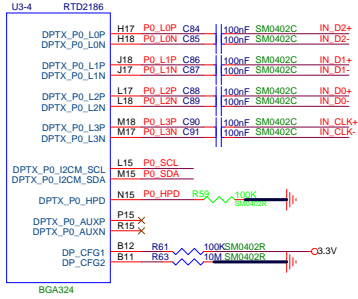 U3-4 RTD2186
DPTX_P0_L0P H17 P0_L0P C84 100nF SM0402C IN_D2+
DPTX_P0_L0N H18 P0_L0N C85 100nF SM0402C IN_D2-
DPTX_P0_L1P J18 P0_L1P C86 100nF SM0402C IN_D1+
DPTX_P0_L1N J17 P0_L1N C87 100nF SM0402C IN_D1-
DPTX_P0_L2P L17 P0_L2P C88 100nF SM0402C IN_D0+
DPTX_P0_L2N L18 P0_L2N C89 100nF SM0402C IN_D0-
DPTX_P0_L3P M18 P0_L3P C90 100nF SM0402C IN_CLK+
DPTX_P0_L3N M17 P0_L3N C91 100nF SM0402C IN_CLK-
DPTX_P0_I2CM_SCL L15 P0_SCL
DPTX_P0_I2CM_SDA M15 P0_SDA
DPTX_P0_HPD N15 P0_HPD R59 100K
SM0402R
DPTX_P0_AUXP P15
DPTX_P0_AUXN R15
DP_CFG1 B12 R61 100K SM0402R 3.3V
DP_CFG2 B11 R63 10M SM0402R
BGA324